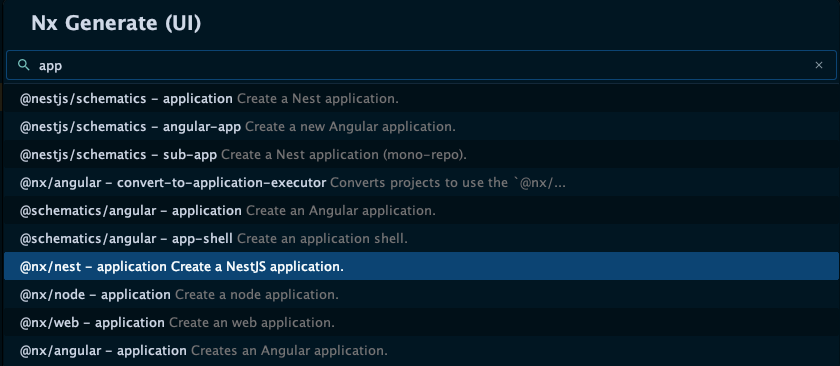 Nx Generate (UI)
app ×
@nestjs/schematics – application Create a Nest application.
@nestjs/schematics – angular-app Create a new Angular application.
@nestjs/schematics – sub-app Create a Nest application (mono-repo).
@nx/angular – convert-to-application-executor Converts projects to use the `@nx/...
@schematics/angular – application Create an Angular application.
@schematics/angular – app-shell Create an application shell.
@nx/nest – application Create a NestJS application.
@nx/node – application Create a node application.
@nx/web – application Create an web application.
@nx/angular – application Creates an Angular application.